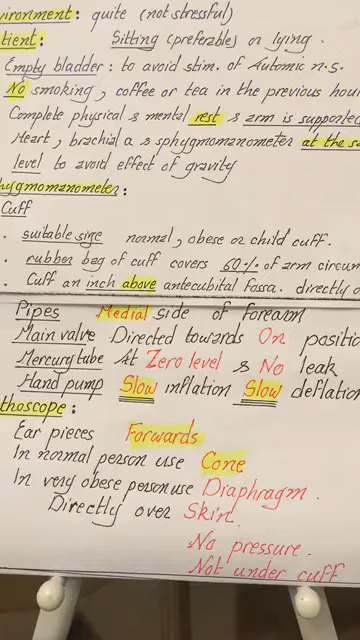 vironment: quite (not stressful)
tient: Sitting (preferable) or lying.
Empty bladder: to avoid stim. of Automic n.s.
No smoking, coffee or tea in the previous hour
Complete physical & mental rest & arm is supported
Heart, brachial a & sphygmomanometer at the sa
level to avoid effect of gravity
hygmomanometer:
Cuff
. suitable size normal, obese or child cuff.
. rubber bag of cuff covers 60% of arm circum
. Cuff an inch above antecubital fossa. directly o
Pipes Medial side of forearm
Main valve Directed towards On positio
Mercury tube At Zero level & No leak
Hand pump Slow inflation Slow deflation
thoscope:
Ear pieces Forwards
In normal person use Cone
In very obese person use Diaphragm.
Directly over Skin.
No pressure.
Not under cuff